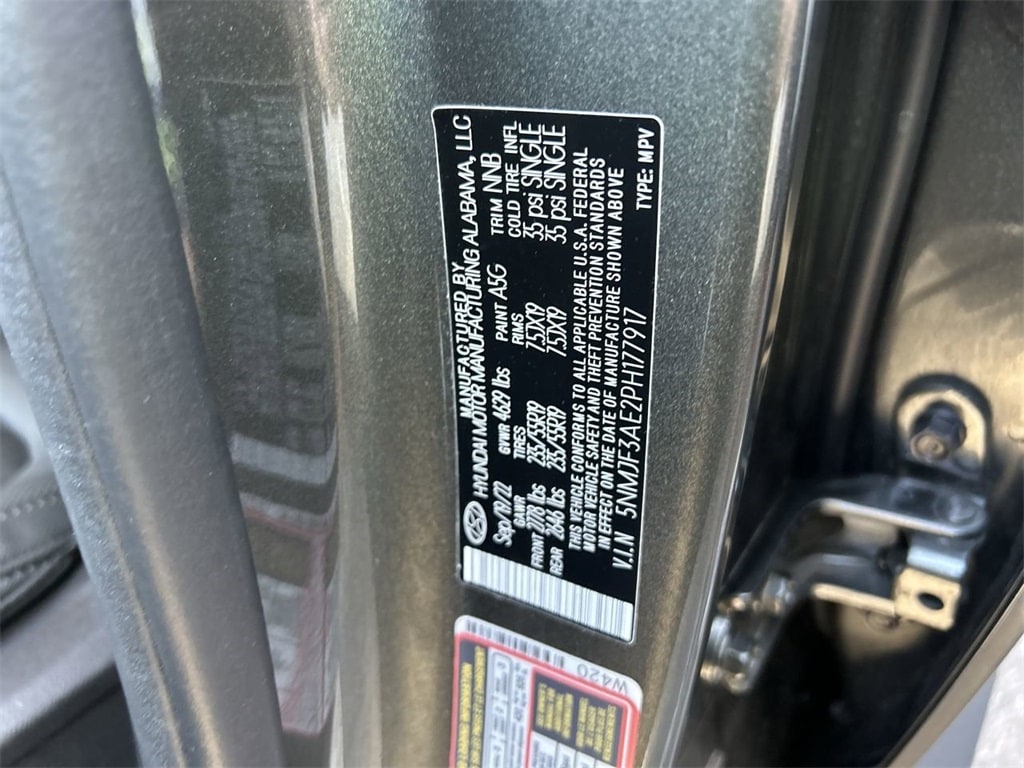 MANUFACTURED BY
HYUNDAI MOTOR MANUFACTURING ALABAMA, LLC
Sep/19/22 GVWR 4629 lbs PAINT A5G TRIM NNB
GAWR TIRES RIMS COLD TIRE INFL
FRONT 2778 lbs 235/55R19 7.5JX19 35 psi SINGLE
REAR 2646 lbs 235/55R19 7.5JX19 35 psi SINGLE
THIS VEHICLE CONFORMS TO ALL APPLICABLE U.S.A. FEDERAL
MOTOR VEHICLE SAFETY AND THEFT PREVENTION STANDARDS
IN EFFECT ON THE DATE OF MANUFACTURE SHOWN ABOVE
V.I.N 5NMJF3AE2PH177917 TYPE: MPV
W420